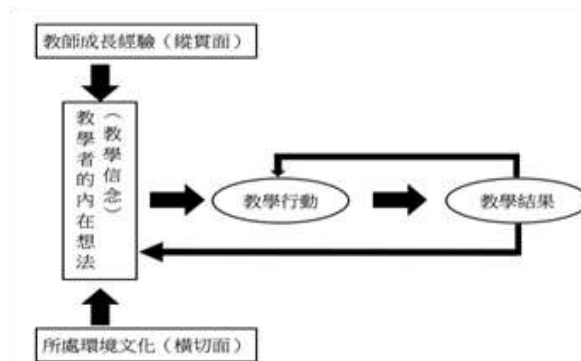 教師成長經驗（縱貫面）
教學者的內在想法
（教學信念）
教學行動
教學結果
所處環境文化（橫切面）